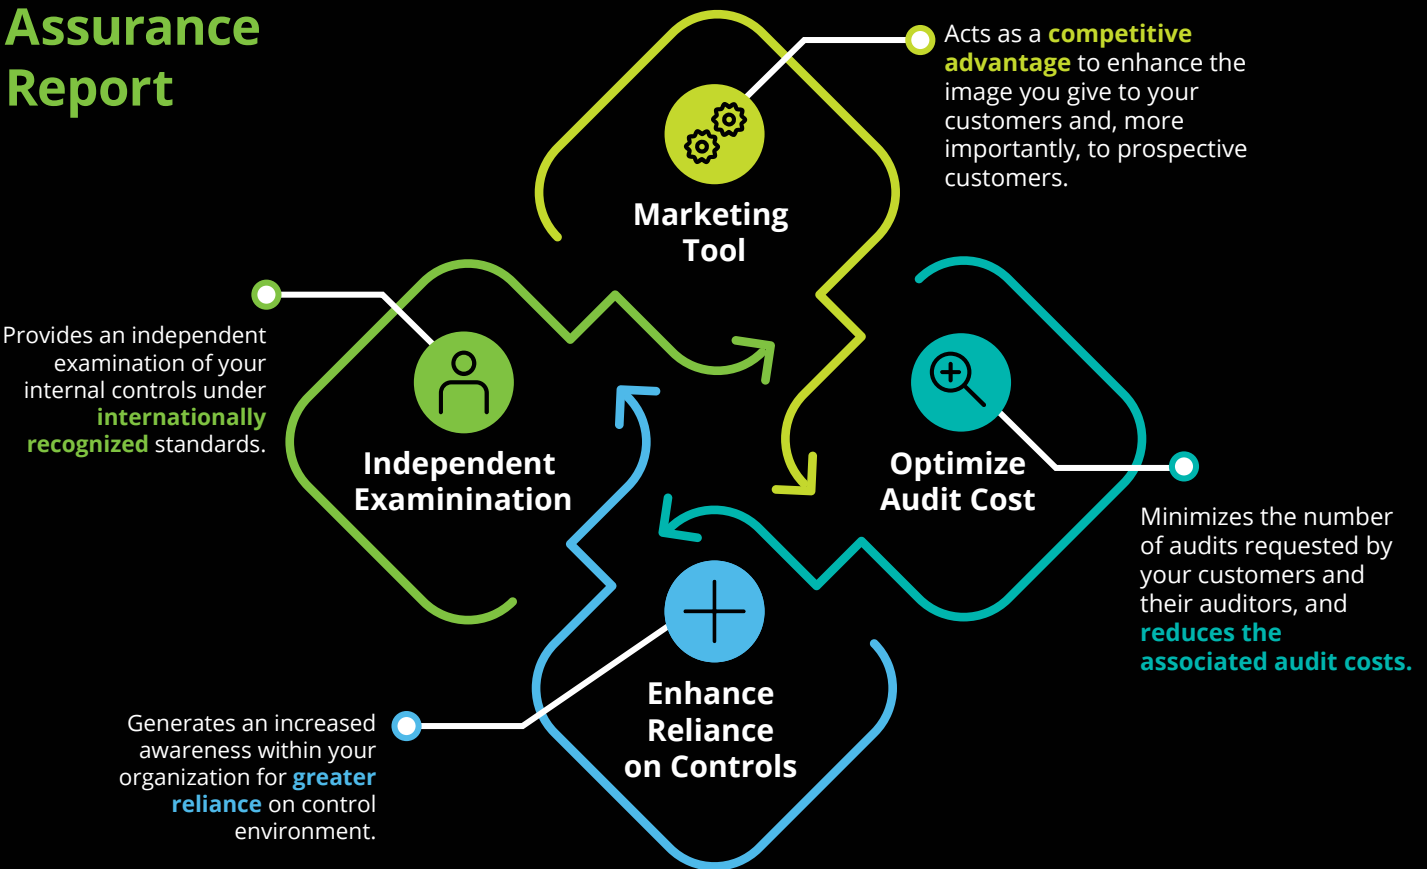 Assurance
Report
Acts as a competitive
advantage to enhance the
image you give to your
customers and, more
importantly, to prospective
customers.
Marketing
Tool
Provides an independent
examination of your
internal controls under
internationally
recognized standards.
Independent
Examinination
Optimize
Audit Cost
Minimizes the number
of audits requested by
your customers and
their auditors, and
reduces the
associated audit costs.
Enhance
Reliance
on Controls
Generates an increased
awareness within your
organization for greater
reliance on control
environment.